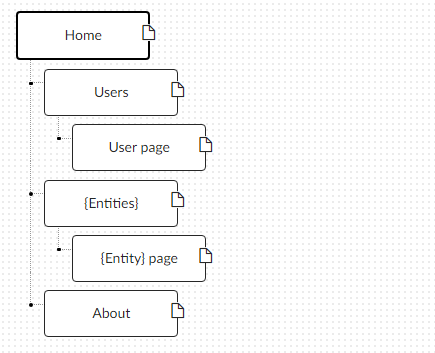 Home
Users
User page
{Entities}
{Entity} page
About